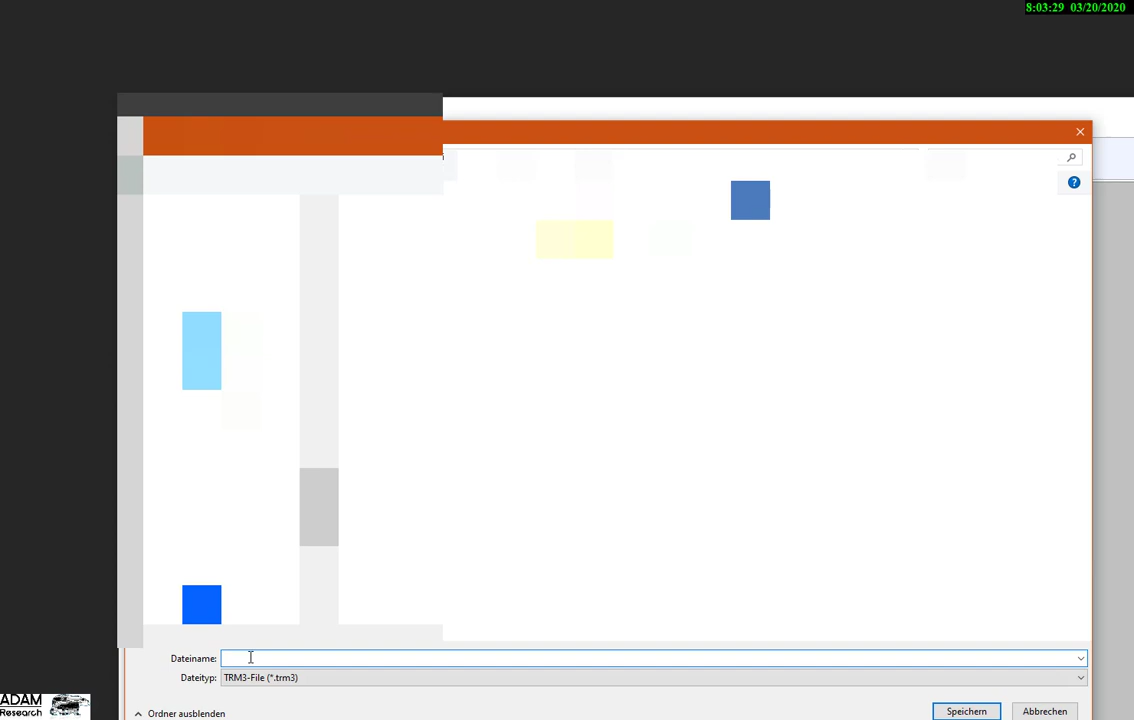 8:03:29 03/20/2020
Dateiname:
Dateityp: TRM3-File (*.trm3)
Ordner ausblenden
Speichern
Abbrechen
ADAM
Research